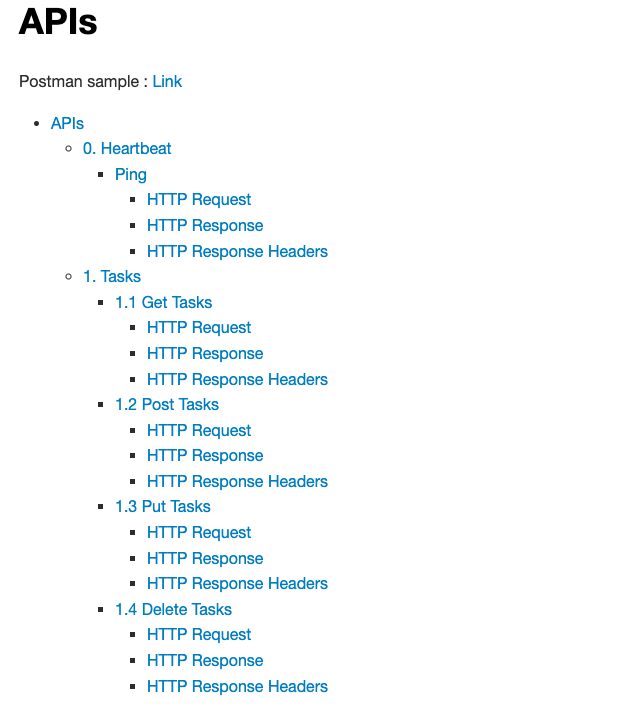 APIs
Postman sample : Link
APIs
0. Heartbeat
Ping
HTTP Request
HTTP Response
HTTP Response Headers
1. Tasks
1.1 Get Tasks
HTTP Request
HTTP Response
HTTP Response Headers
1.2 Post Tasks
HTTP Request
HTTP Response
HTTP Response Headers
1.3 Put Tasks
HTTP Request
HTTP Response
HTTP Response Headers
1.4 Delete Tasks
HTTP Request
HTTP Response
HTTP Response Headers